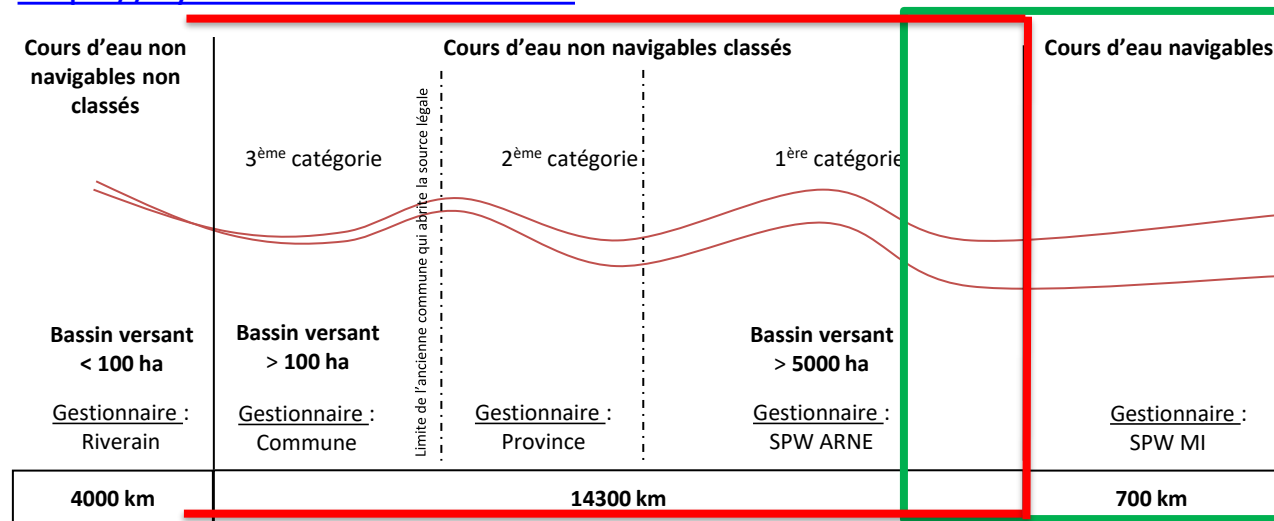 Cours d'eau non
navigables non
classés
Cours d'eau non navigables classés
Cours d'eau navigables
3ème catégorie
2ème catégorie
1ère catégorie
Limite de l'ancienne commune qui abrite la source légale
Bassin versant
< 100 ha
Bassin versant
> 100 ha
Bassin versant
> 5000 ha
Gestionnaire :
Riverain
Gestionnaire :
Commune
Gestionnaire :
Province
Gestionnaire :
SPW ARNE
Gestionnaire :
SPW MI
4000 km
14300 km
700 km